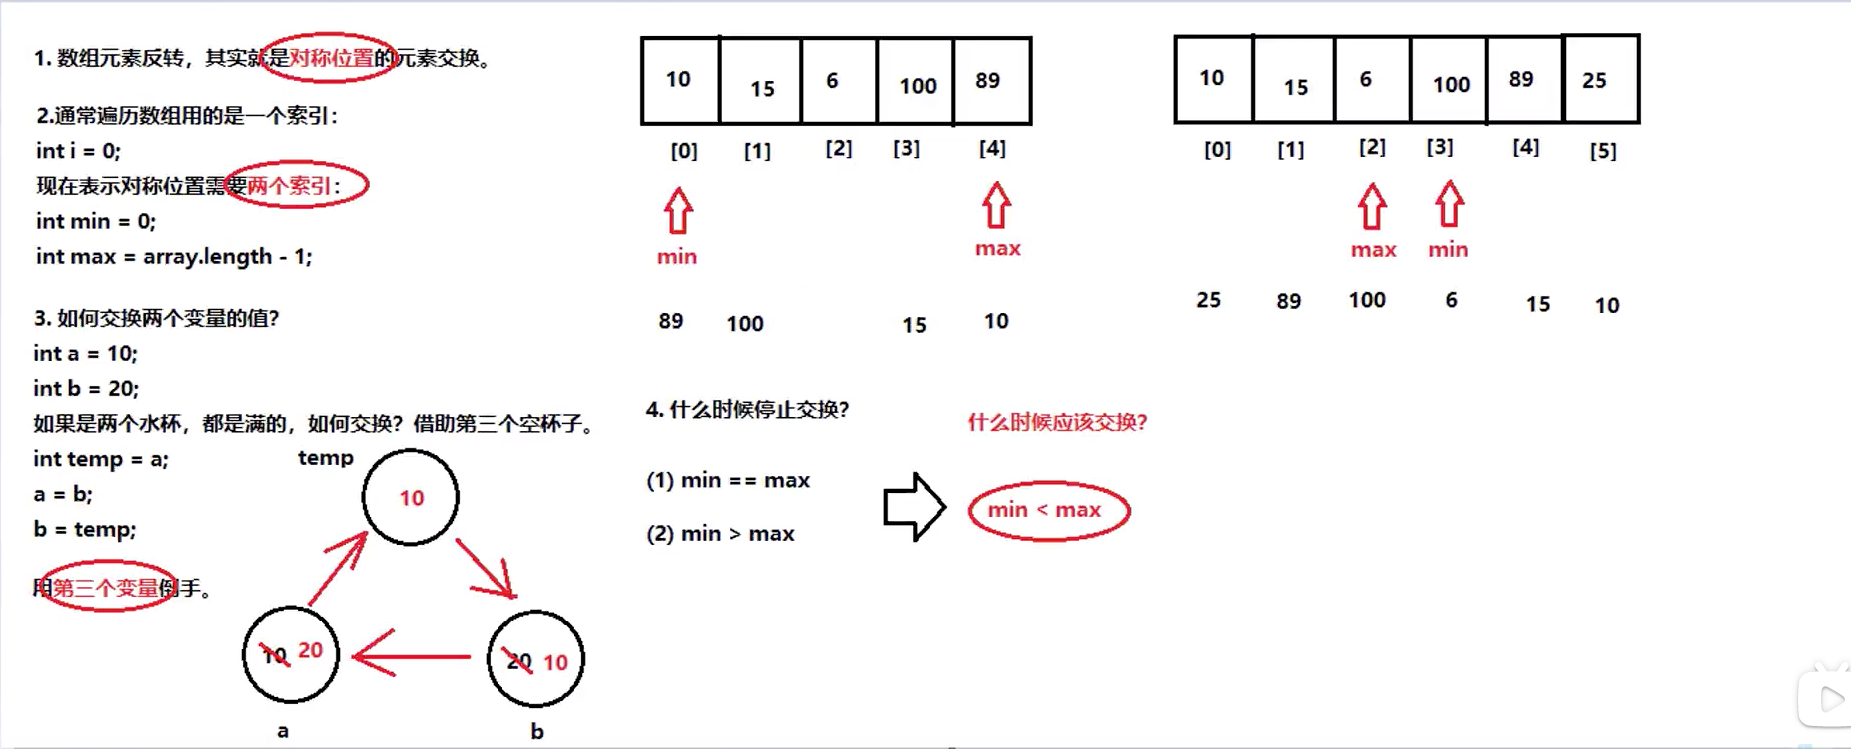 1. 数组元素反转，其实就是对称位置的元素交换。
2.通常遍历数组用的是一个索引：
int i = 0;
现在表示对称位置需要两个索引：
int min = 0;
int max = array.length - 1;
3. 如何交换两个变量的值？
int a = 10;
int b = 20;
如果是两个水杯，都是满的，如何交换？借助第三个空杯子。
int temp = a;
a = b;
b = temp;
用第三个变量倒手。
temp
10
10 20
20 10
a
b
10 15 6 100 89
[0] [1] [2] [3] [4]
min max
89 100 15 10
10 15 6 100 89 25
[0] [1] [2] [3] [4] [5]
max min
25 89 100 6 15 10
4. 什么时候停止交换？
(1) min == max
(2) min > max
什么时候应该交换？
min < max